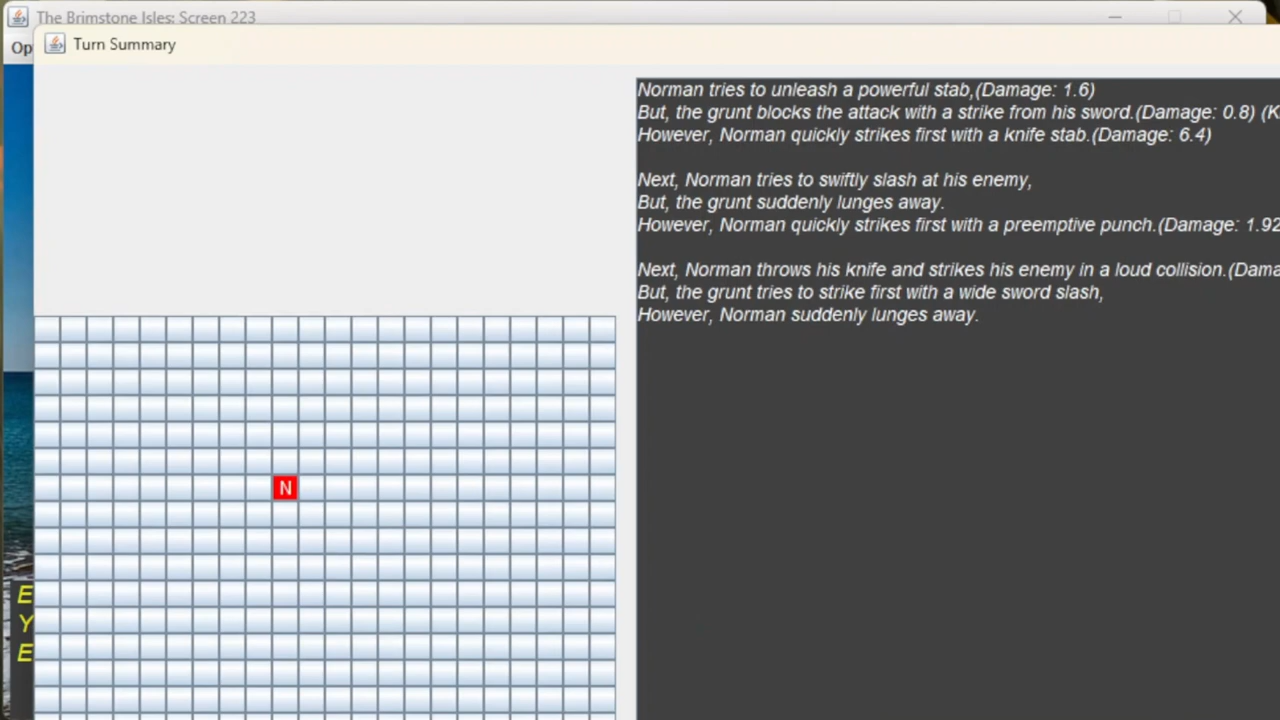 The Brimstone Isles: Screen 223
Op
Turn Summary
Norman tries to unleash a powerful stab,(Damage: 1.6)
But, the grunt blocks the attack with a strike from his sword.(Damage: 0.8) (K
However, Norman quickly strikes first with a knife stab.(Damage: 6.4)
Next, Norman tries to swiftly slash at his enemy,
But, the grunt suddenly lunges away.
However, Norman quickly strikes first with a preemptive punch.(Damage: 1.92
Next, Norman throws his knife and strikes his enemy in a loud collision.(Dama
But, the grunt tries to strike first with a wide sword slash,
However, Norman suddenly lunges away.
N
E
Y
E